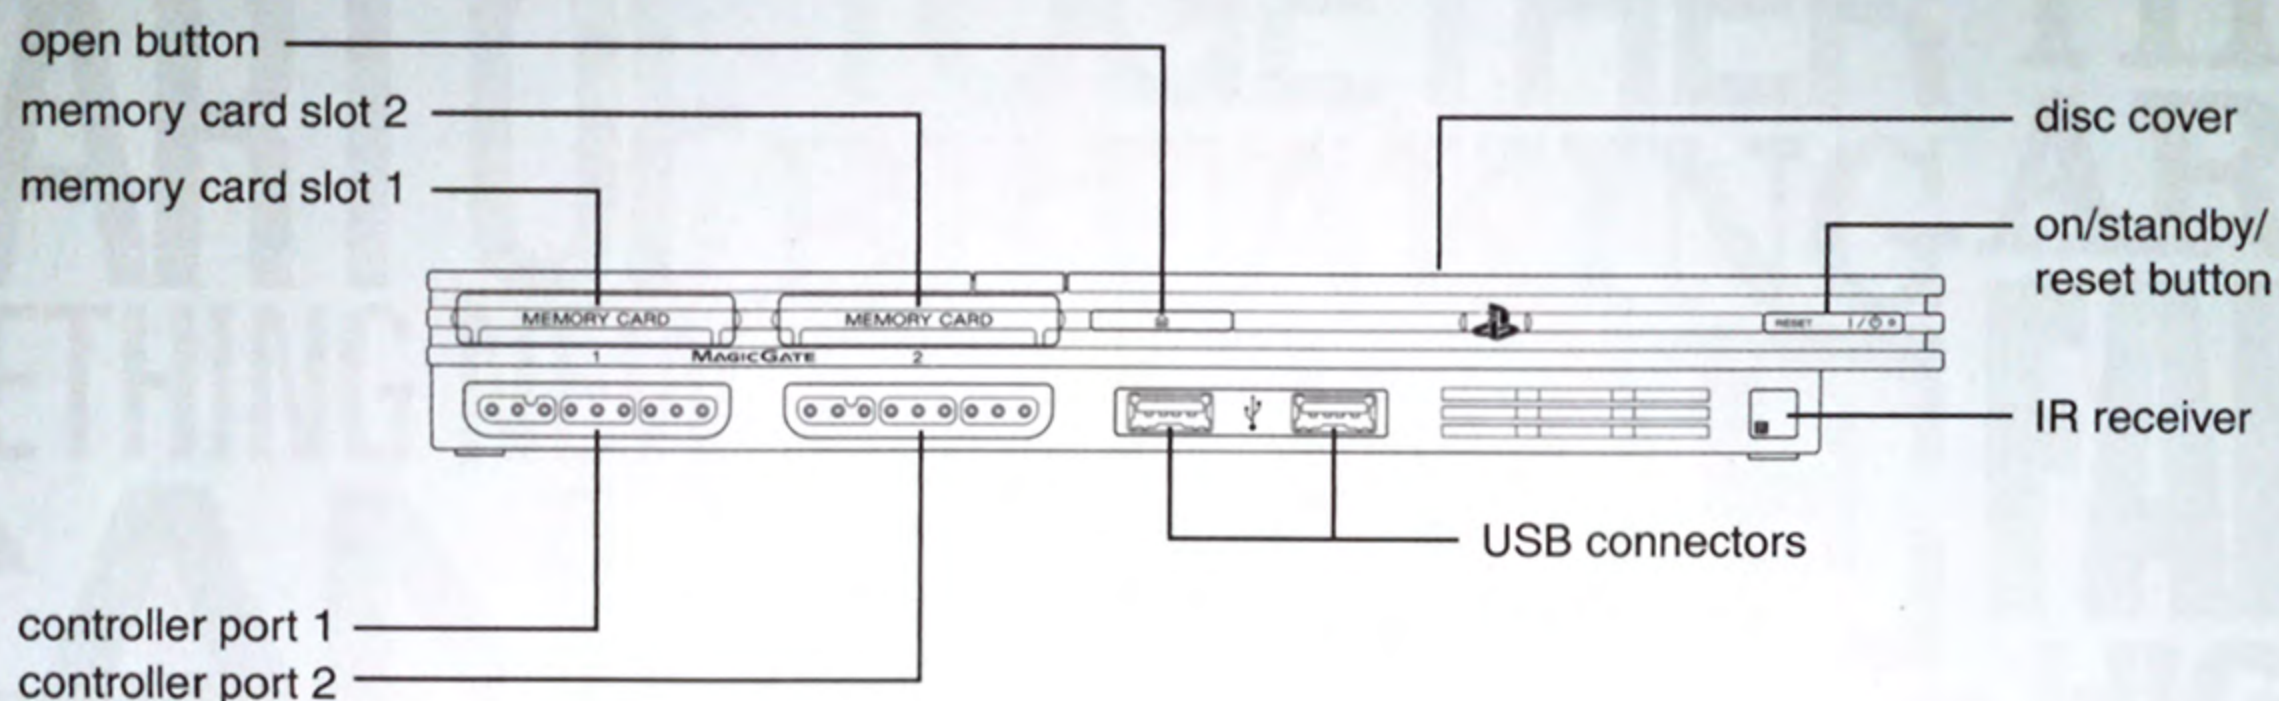 open button
memory card slot 2
memory card slot 1
disc cover
on/standby/
reset button
MEMORY CARD
MEMORY CARD
RESET
1
MAGICGATE
2
IR receiver
USB connectors
controller port 1
controller port 2